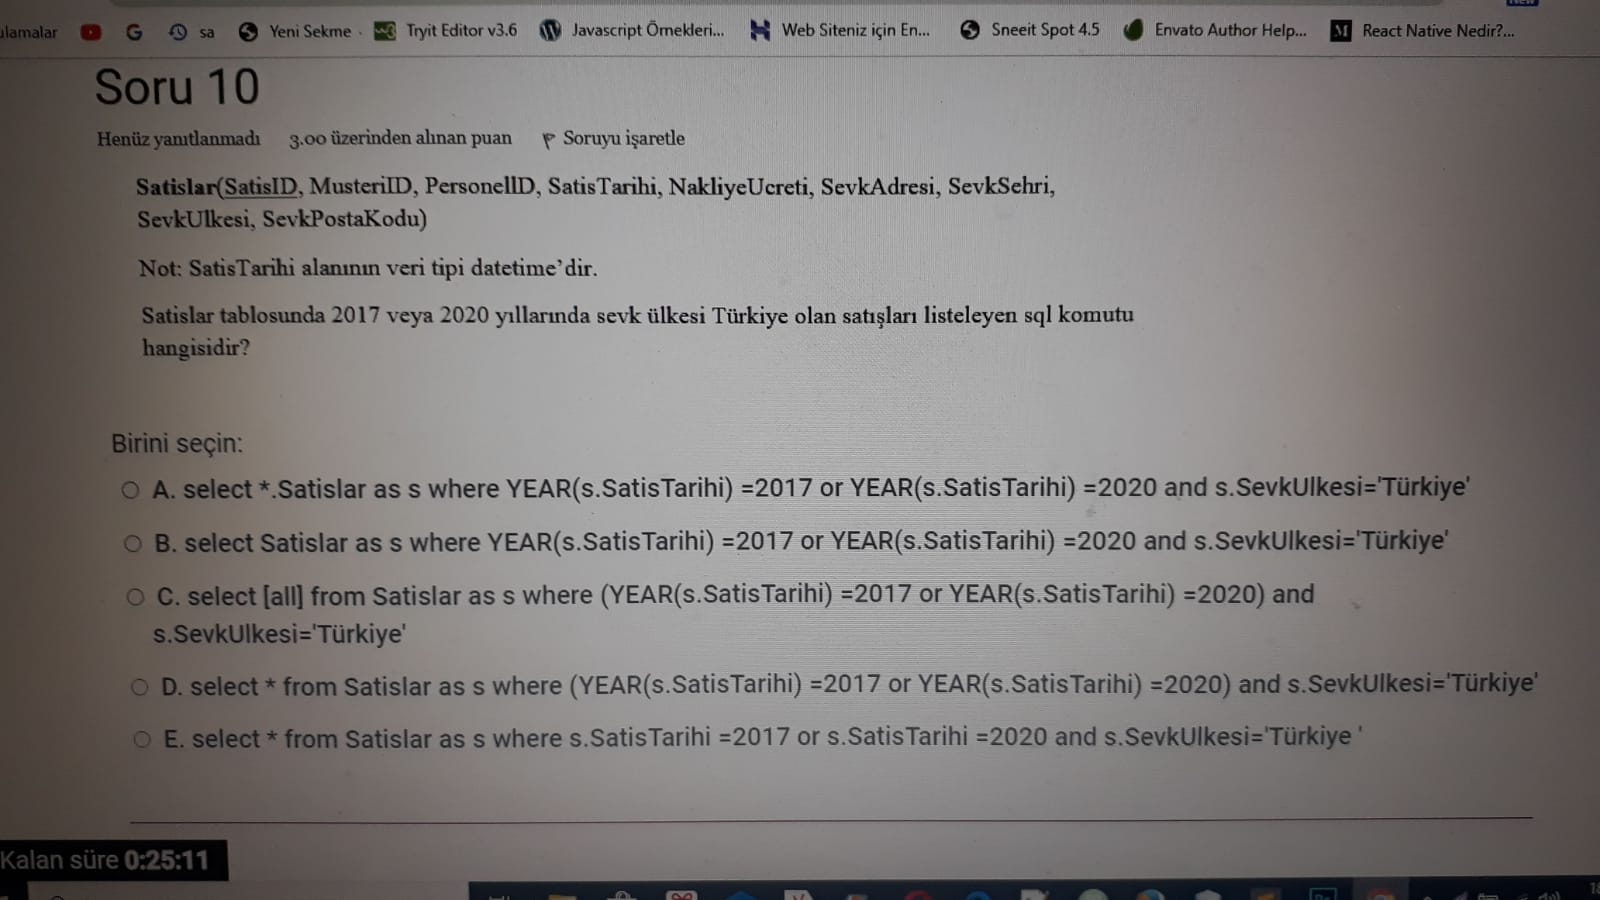 New
sa Yeni Sekme Tryit Editor v3.6 Javascript Örnekleri... Web Siteniz için En... Sneeit Spot 4.5 Envato Author Help... React Native Nedir?...
Soru 10
Henüz yanıtlanmadı 3.00 üzerinden alınan puan Soruyu işaretle
Satislar(SatisID, MusteriID, PersonelID, SatisTarihi, NakliyeUcreti, SevkAdresi, SevkSehri,
SevkUlkesi, SevkPostaKodu)
Not: SatisTarihi alanının veri tipi datetime'dir.
Satislar tablosunda 2017 veya 2020 yıllarında sevk ülkesi Türkiye olan satışları listeleyen sql komutu
hangisidir?
Birini seçin:
A. select *.Satislar as s where YEAR(s.SatisTarihi) =2017 or YEAR(s.SatisTarihi) =2020 and s.SevkUlkesi='Türkiye'
B. select Satislar as s where YEAR(s.SatisTarihi) =2017 or YEAR(s.SatisTarihi) =2020 and s.SevkUlkesi='Türkiye'
C. select [all] from Satislar as s where (YEAR(s.SatisTarihi) =2017 or YEAR(s.SatisTarihi) =2020) and
s.SevkUlkesi='Türkiye'
D. select * from Satislar as s where (YEAR(s.SatisTarihi) =2017 or YEAR(s.SatisTarihi) =2020) and s.SevkUlkesi='Türkiye'
E. select * from Satislar as s where s.SatisTarihi =2017 or s.SatisTarihi =2020 and s.SevkUlkesi='Türkiye '
Kalan süre 0:25:11